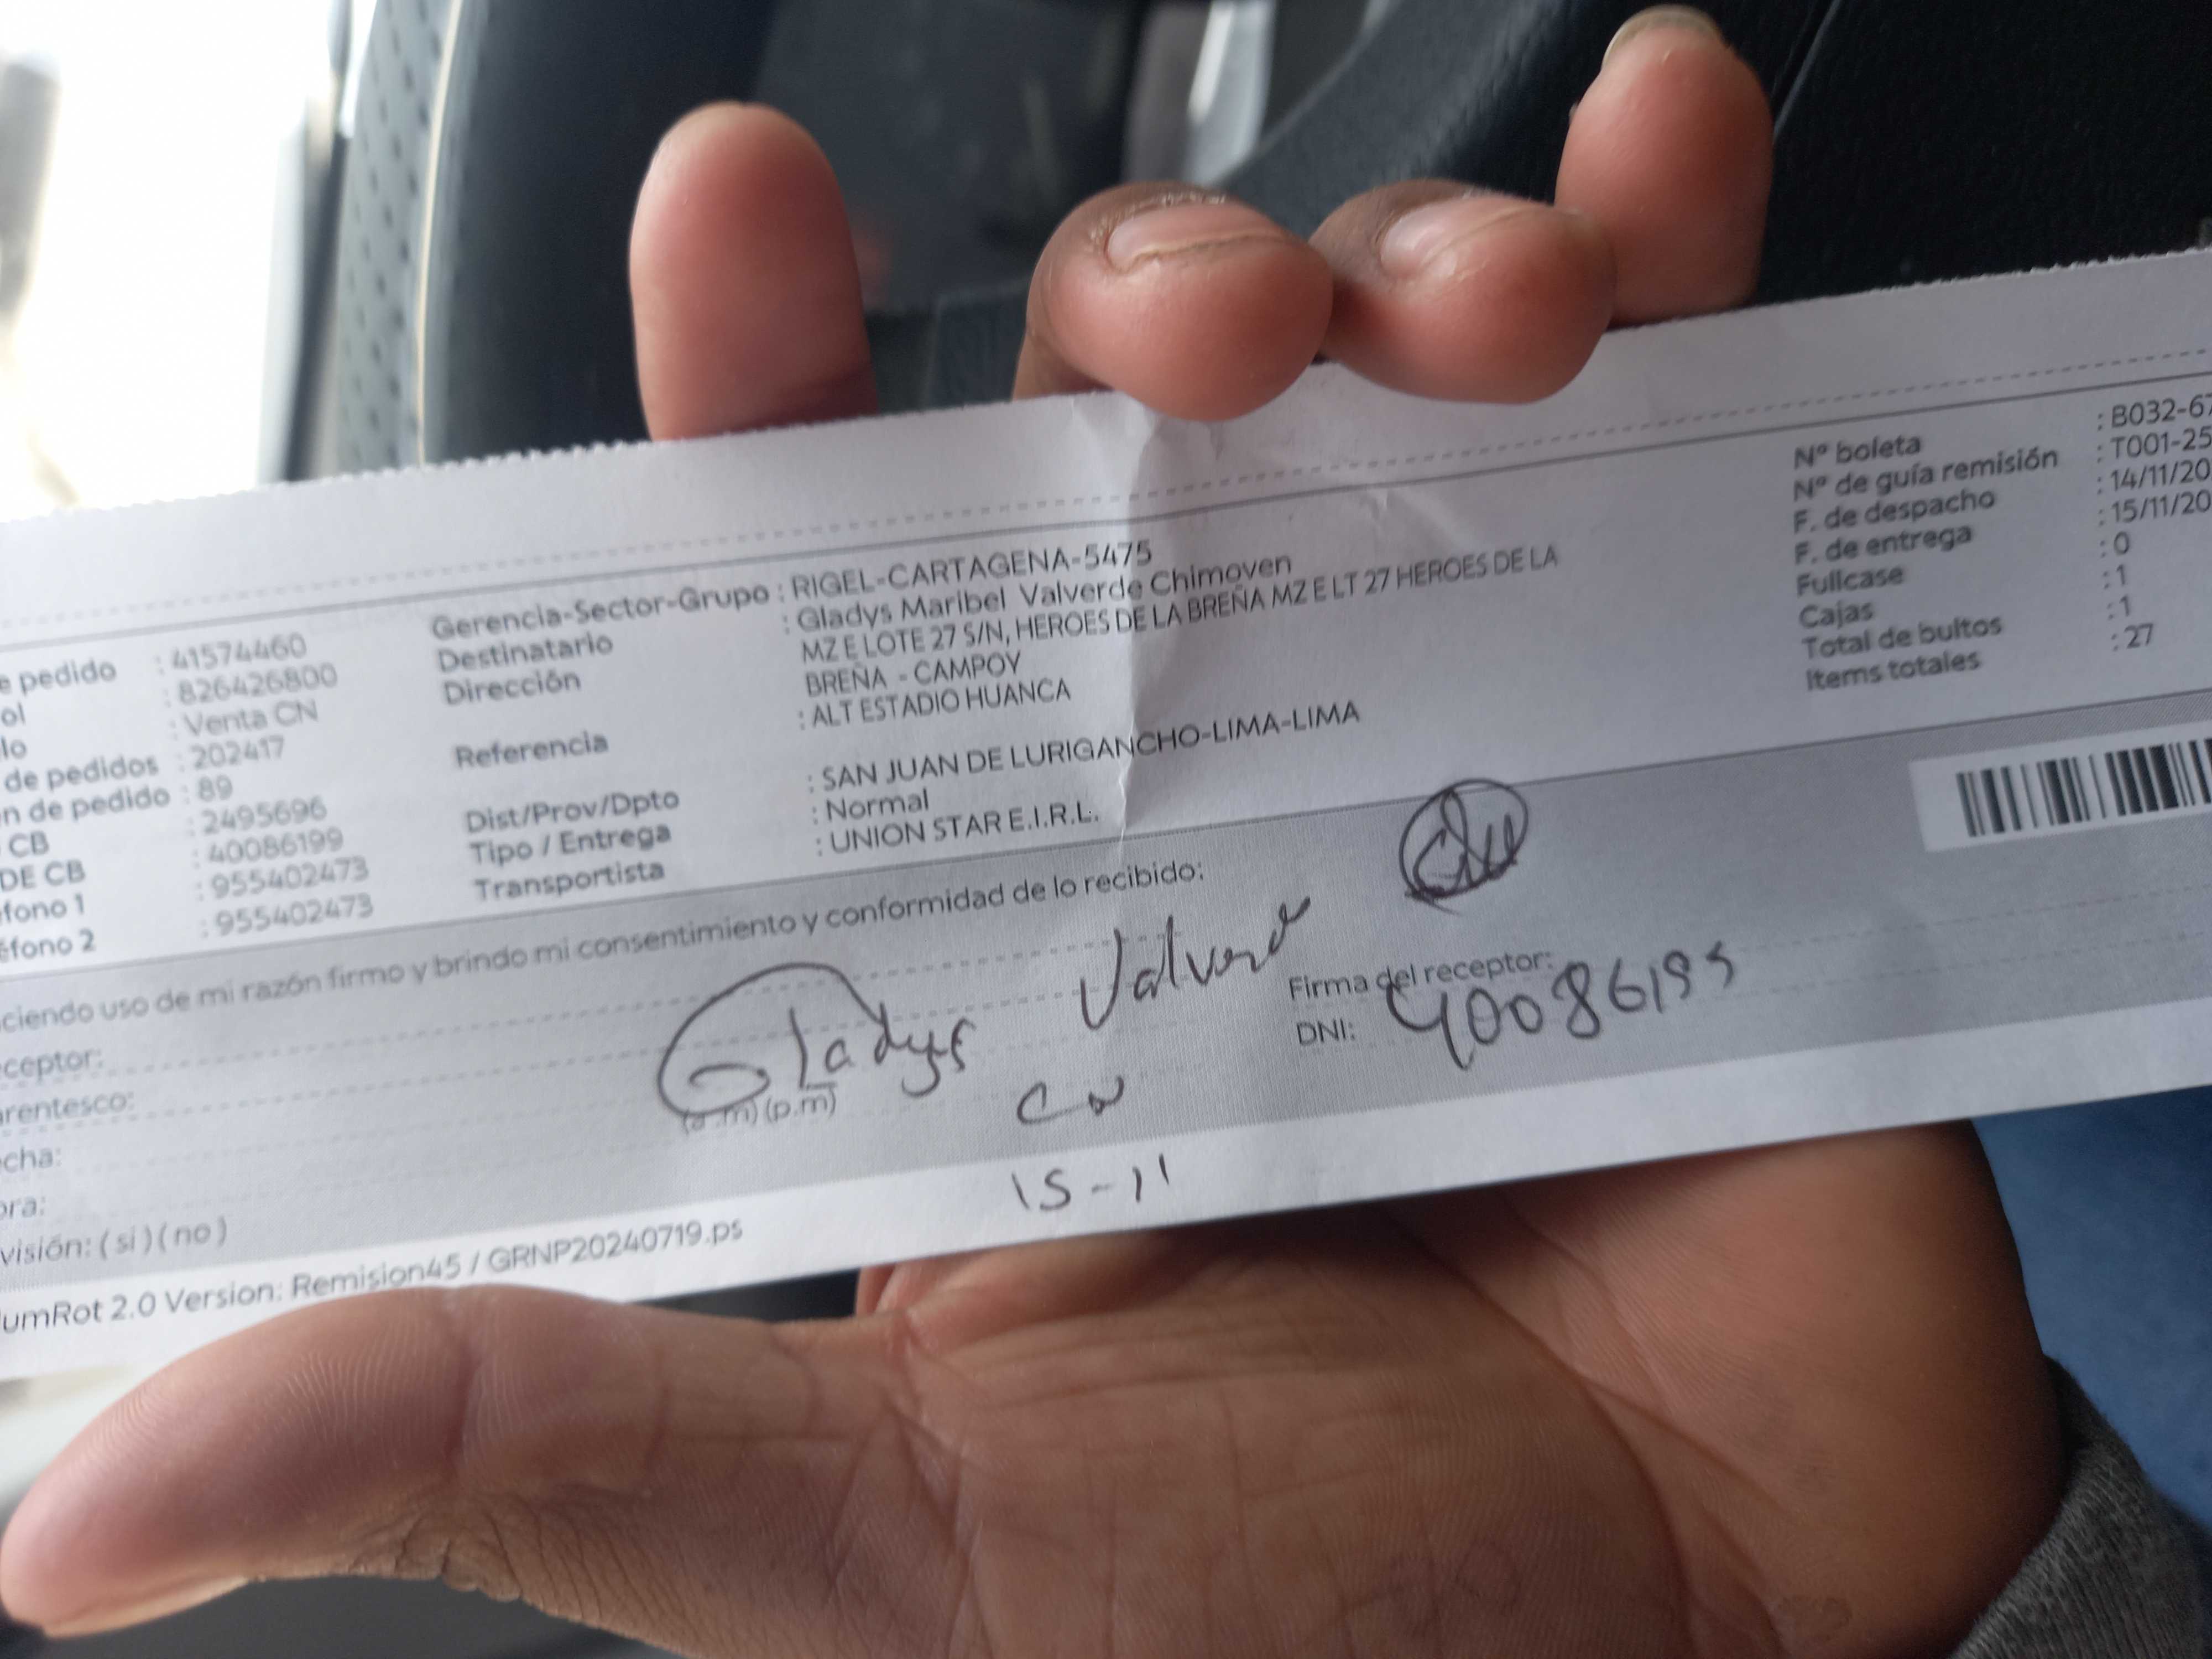 e pedido : 41574460
ol : 826426800
lo : Venta CN
de pedidos : 202417
n de pedido : 89
CB : 2495696
DE CB : 40086199
fono 1 : 955402473
éfono 2 : 955402473
Gerencia-Sector-Grupo : RIGEL-CARTAGENA-5475
Destinatario : Gladys Maribel Valverde Chimoven
Dirección MZ E LOTE 27 S/N, HEROES DE LA BREÑA MZ E LT 27 HEROES DE LA
BREÑA - CAMPOY
Referencia : ALT ESTADIO HUANCA
Dist/Prov/Dpto : SAN JUAN DE LURIGANCHO-LIMA-LIMA
Tipo / Entrega : Normal
Transportista : UNION STAR E.I.R.L.
Nº boleta : B032-67
Nº de guía remisión : T001-25
F. de despacho : 14/11/20
F. de entrega : 15/11/20
Fullcase : 0
Cajas : 1
Total de bultos : 1
Items totales : 27
ciendo uso de mi razón firmo y brindo mi consentimiento y conformidad de lo recibido:
ceptor: Gladys Valverde
Firma del receptor:
arentesco:
DNI: 40086199
cha:
(a.m) (p.m)
CN
ora:
15-11
visión: ( si ) ( no )
umRot 2.0 Version: Remision45 / GRNP20240719.ps